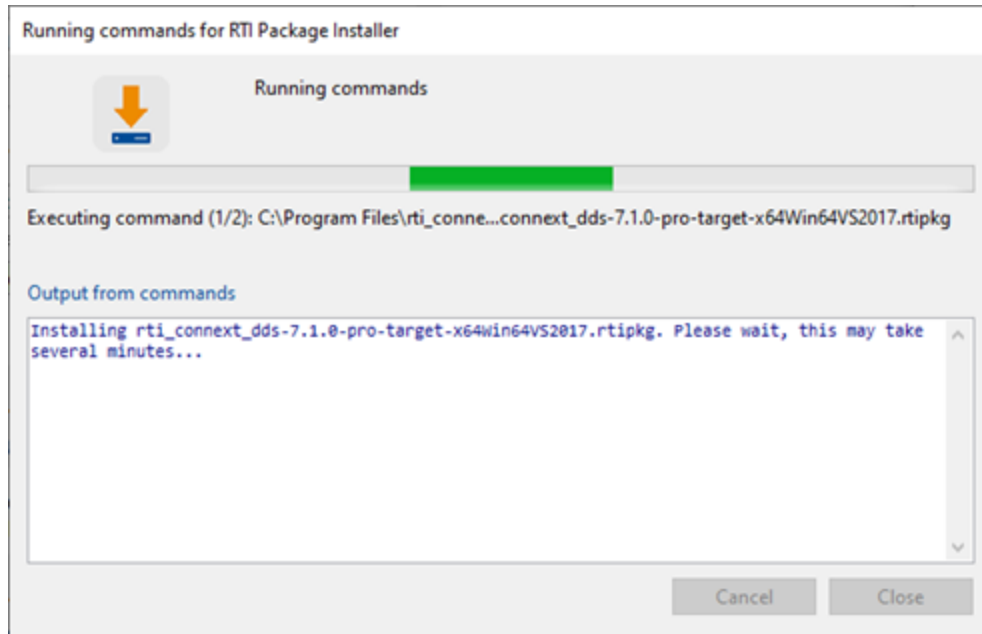 Running commands for RTI Package Installer
Running commands
Executing command (1/2): C:\Program Files\rti_conne...connext_dds-7.1.0-pro-target-x64Win64VS2017.rtipkg
Output from commands
Installing rti_connext_dds-7.1.0-pro-target-x64Win64VS2017.rtipkg. Please wait, this may take
several minutes...
Cancel
Close